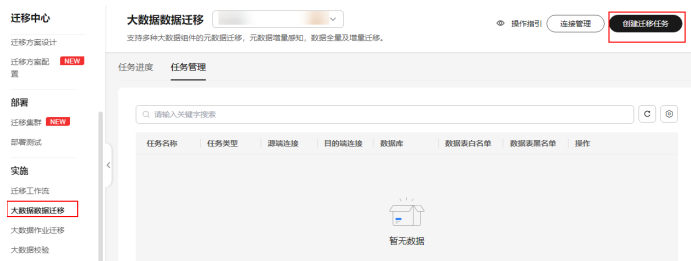 迁移中心
迁移方案设计
迁移方案配置 NEW
部署
迁移集群 NEW
部署测试
实施
迁移工作流
大数据数据迁移
大数据作业迁移
大数据校验
大数据数据迁移
支持多种大数据组件的元数据迁移，元数据增量感知，数据全量及增量迁移。
操作指引 连接管理 创建迁移任务
任务进度 任务管理
请输入关键字搜索
任务名称 任务类型 源端连接 目的端连接 数据库 数据表白名单 数据表黑名单 操作
暂无数据